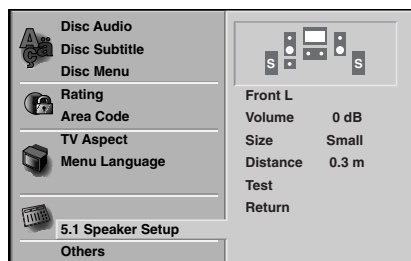 Disc Audio
Disc Subtitle
Disc Menu
Rating
Area Code
TV Aspect
Menu Language
5.1 Speaker Setup
Others
S S
Front L
Volume 0 dB
Size Small
Distance 0.3 m
Test
Return